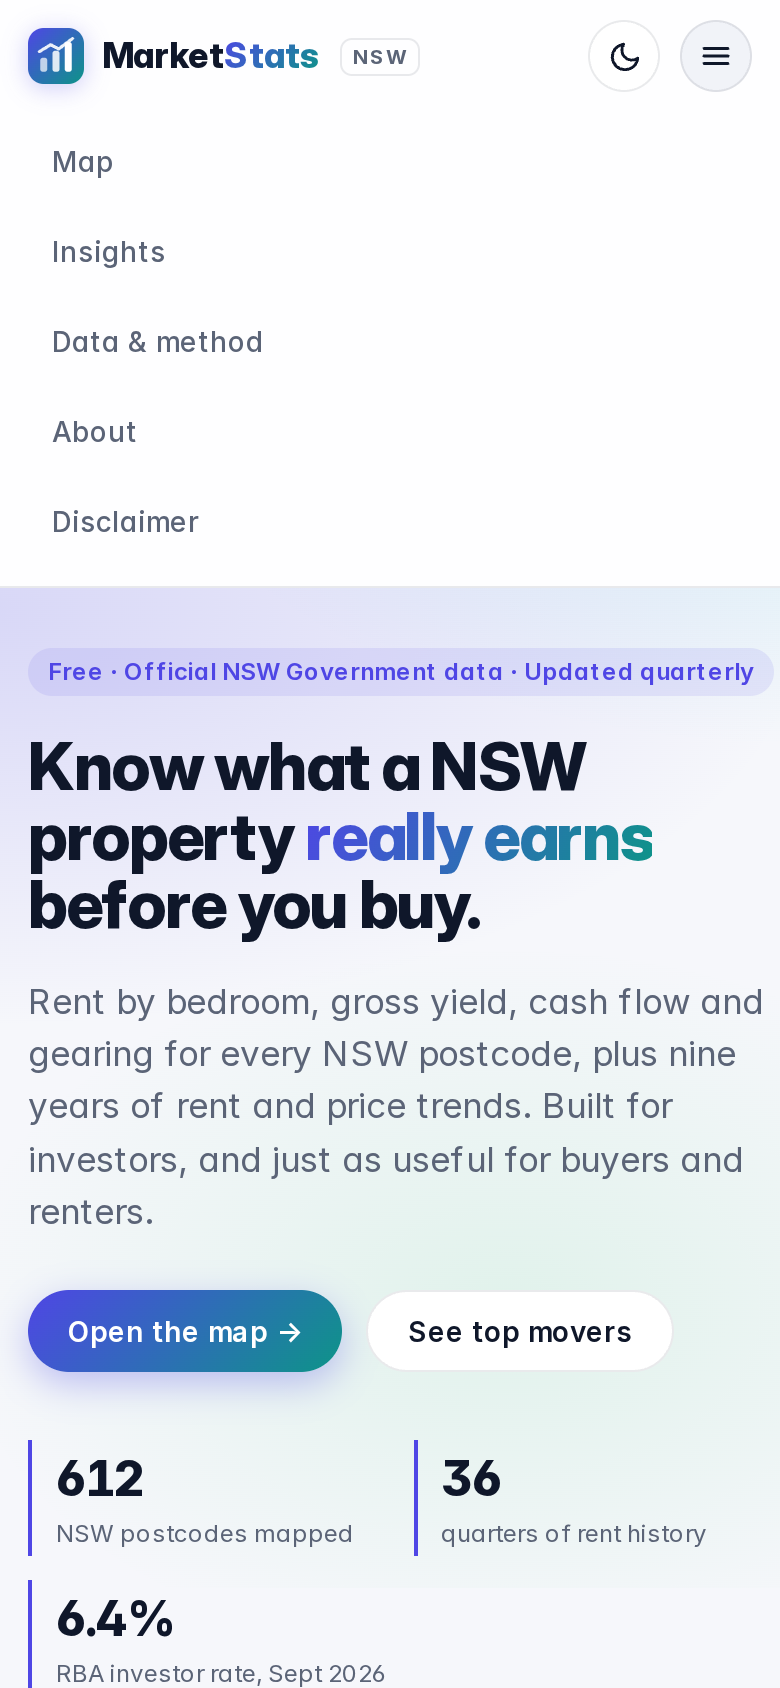 MarketStats NSW
Map
Insights
Data & method
About
Disclaimer
Free · Official NSW Government data · Updated quarterly
Know what a NSW
property really earns
before you buy.
Rent by bedroom, gross yield, cash flow and
gearing for every NSW postcode, plus nine
years of rent and price trends. Built for
investors, and just as useful for buyers and
renters.
Open the map →
See top movers
612
NSW postcodes mapped
36
quarters of rent history
6.4%
RBA investor rate, Sept 2026